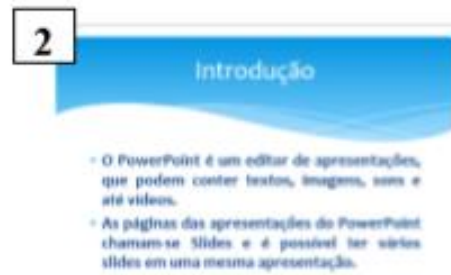 2
Introdução
O PowerPoint é um editor de apresentações,
que podem conter textos, imagens, sons e
até vídeos.
As páginas das apresentações do PowerPoint
chamam-se Slides e é possível ter vários
slides em uma mesma apresentação.